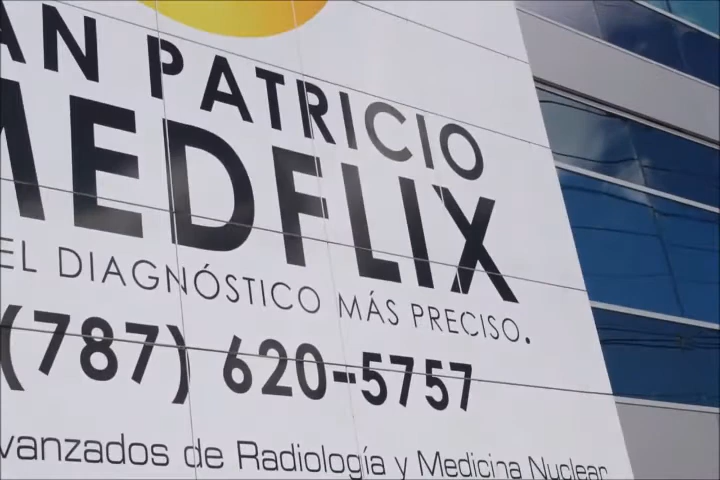 AN PATRICIO
MEDFLIX
EL DIAGNÓSTICO MÁS PRECISO.
(787) 620-5757
vanzados de Radiología y Medicina Nuclear